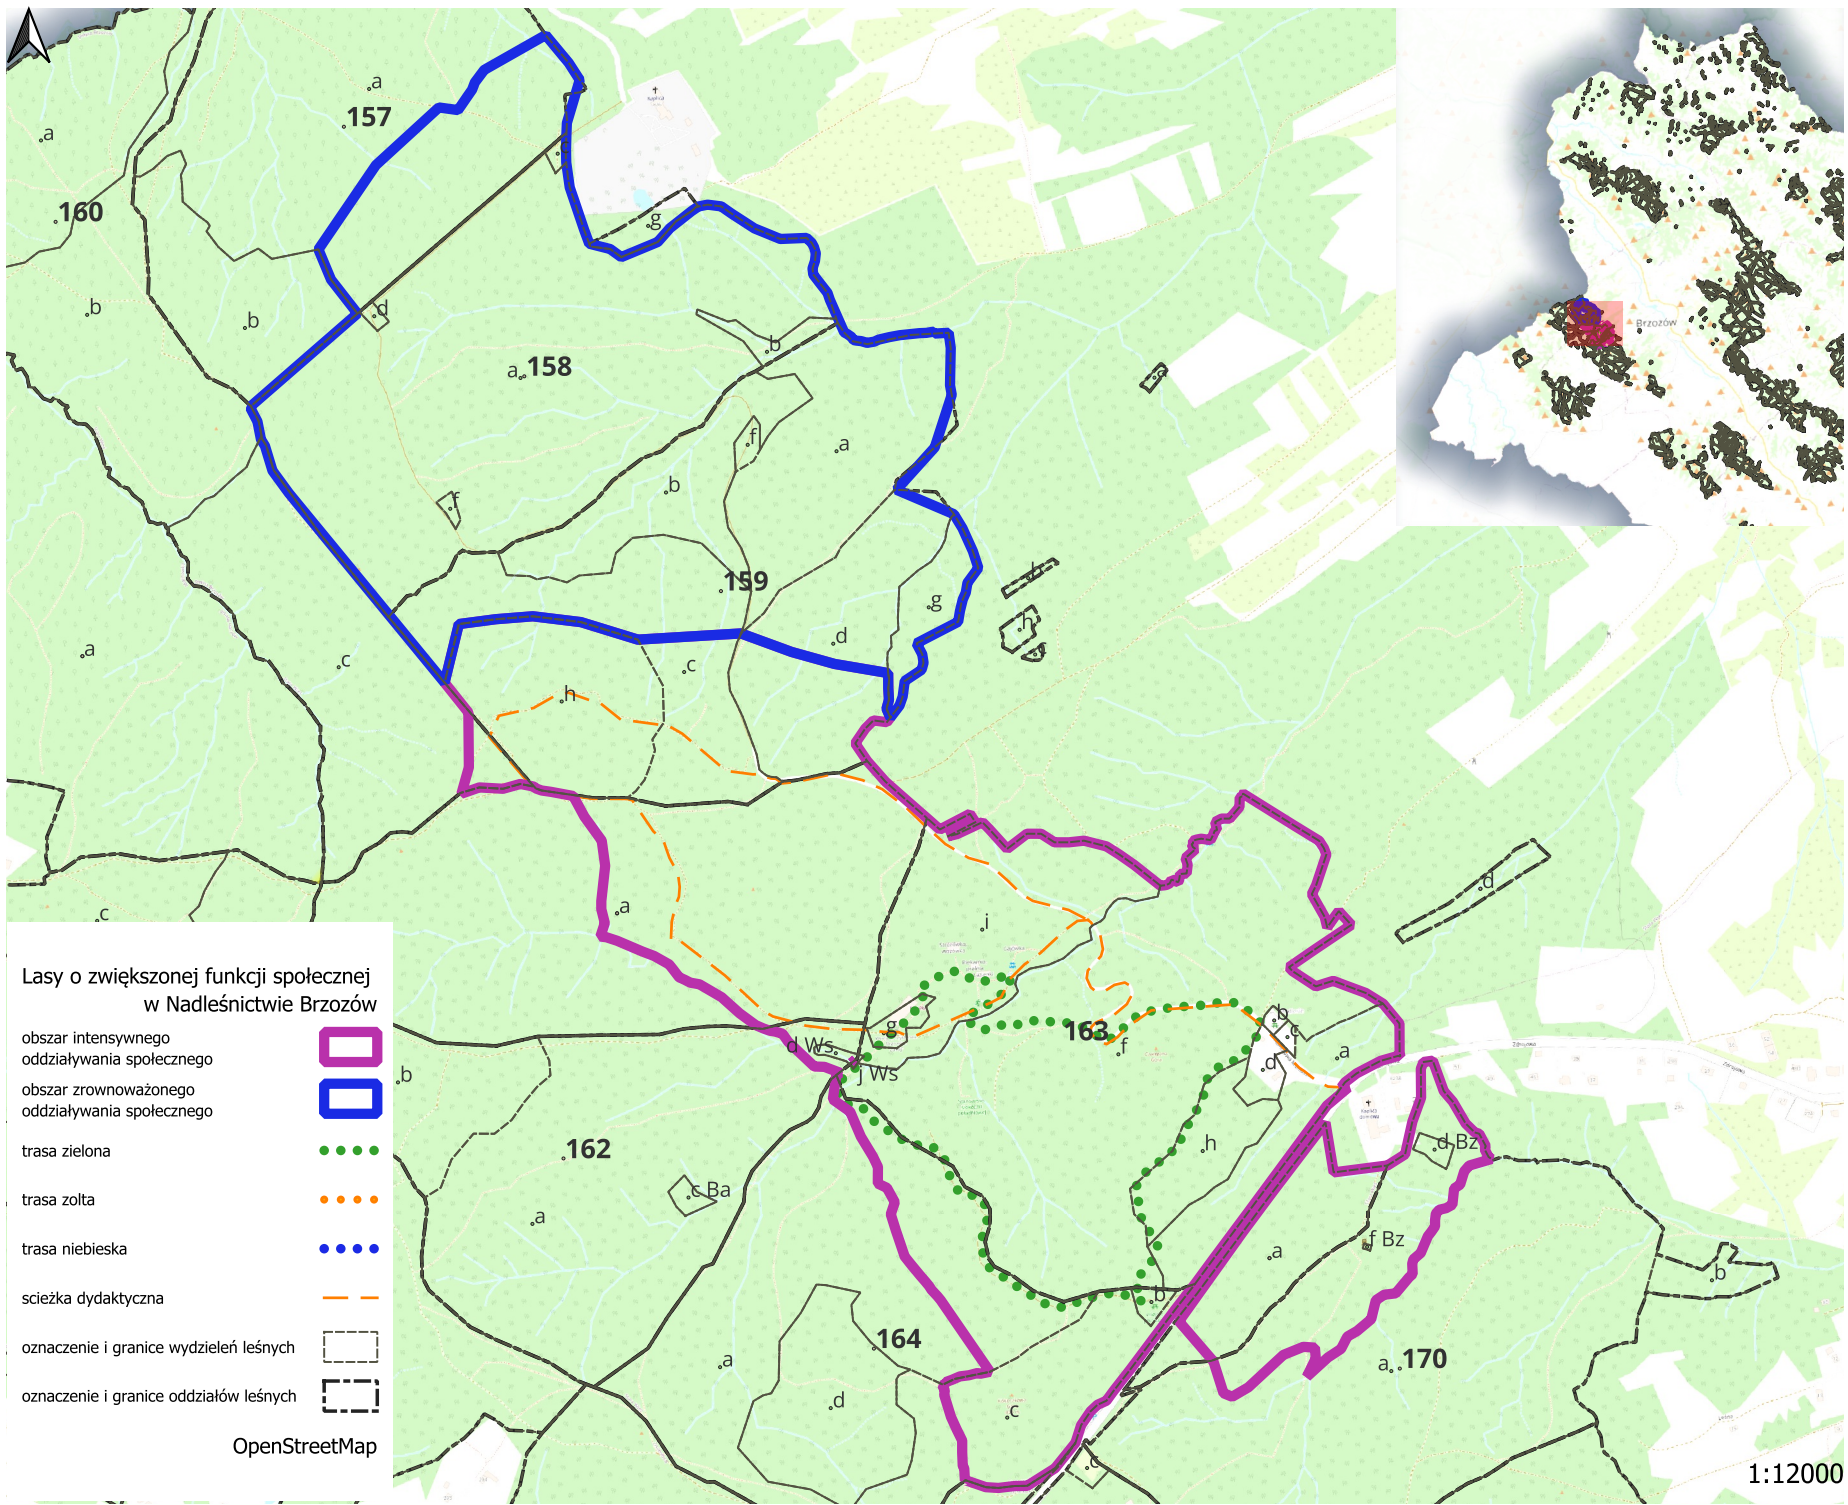 a
157
a
160
g
b
b
d
b
a 158
f
a
b
f
159
b
g
h
d
c
a
c
c
h
a
i
d
c
b
g
c
163
a
d Ws
f
d
j Ws
b
h
d Bz
162
c Ba
a
a
f Bz
b
b
164
a
a 170
d
c
c
Brzozów
Kaplica
Lasy o zwiększonej funkcji społecznej
w Nadleśnictwie Brzozów
obszar intensywnego
oddziaływania społecznego
obszar zrownoważonego
oddziaływania społecznego
trasa zielona
trasa zolta
trasa niebieska
scieżka dydaktyczna
oznaczenie i granice wydzieleń leśnych
oznaczenie i granice oddziałów leśnych
OpenStreetMap
1:12000